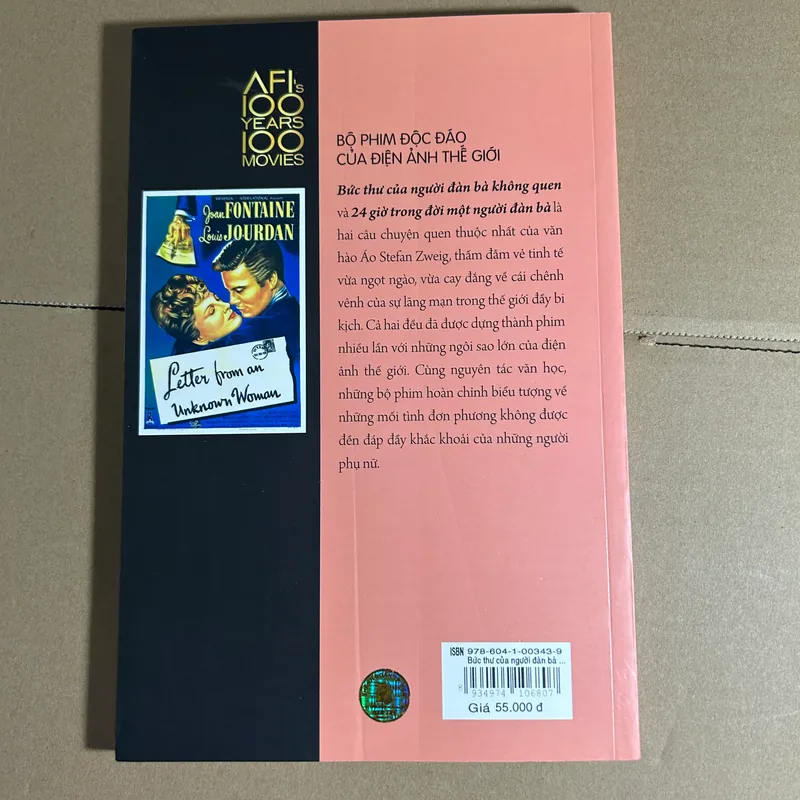 AFI's
100
YEARS
100
MOVIES
Joan FONTAINE
Louis JOURDAN
Letter from an
Unknown Woman
BỘ PHIM ĐỘC ĐÁO
CỦA ĐIỆN ẢNH THẾ GIỚI
Bức thư của người đàn bà không quen
và 24 giờ trong đời một người đàn bà là
hai câu chuyện quen thuộc nhất của văn
hào Áo Stefan Zweig, thấm đẫm vẻ tinh tế
vừa ngọt ngào, vừa cay đắng về cái chênh
vênh của sự lãng mạn trong thế giới đầy bi
kịch. Cả hai đều đã được dựng thành phim
nhiều lần với những ngôi sao lớn của điện
ảnh thế giới. Cùng nguyên tác văn học,
những bộ phim hoàn chỉnh biểu tượng về
những mối tình đơn phương không được
đền đáp đầy khắc khoải của những người
phụ nữ.
ISBN 978-604-1-00343-9
Bức thư của người đàn bà ...
8 934974 106807
Giá 55.000 đ